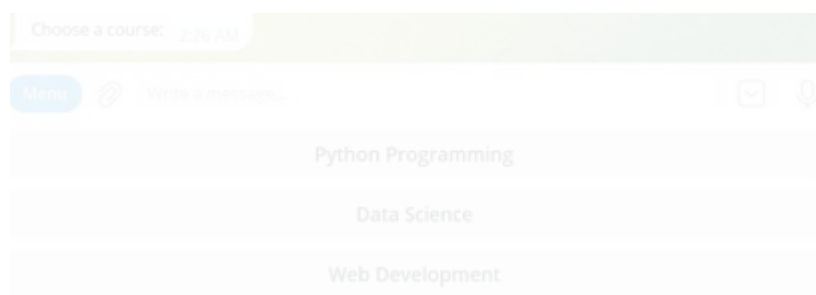 Choose a course: 2:26 AM
Menu Write a message...
Python Programming
Data Science
Web Development